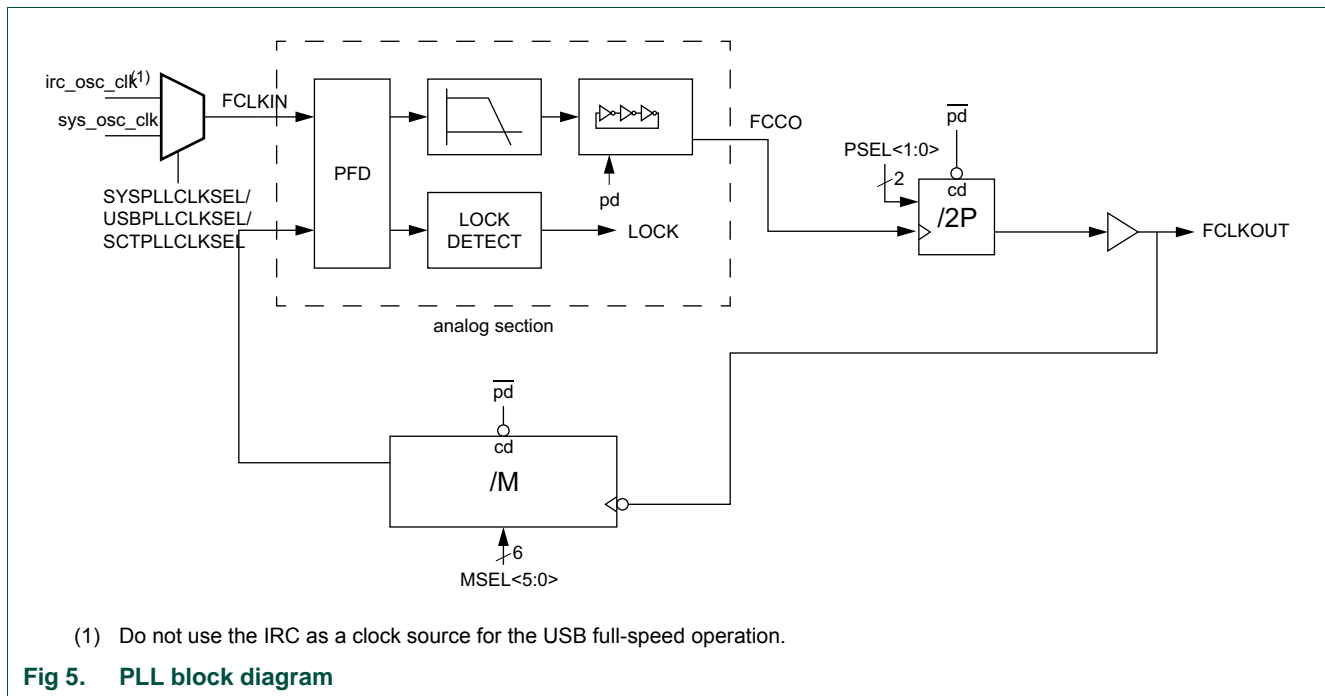 irc_osc_clk(1)
sys_osc_clk
FCLKIN
SYSPLLCLKSEL/
USBPLLCLKSEL/
SCTPLLCLKSEL
PFD
LOCK
DETECT
pd
LOCK
analog section
FCCO
PSEL<1:0>
2
pd
cd
/2P
FCLKOUT
pd
cd
/M
6
MSEL<5:0>
(1) Do not use the IRC as a clock source for the USB full-speed operation.
Fig 5. PLL block diagram